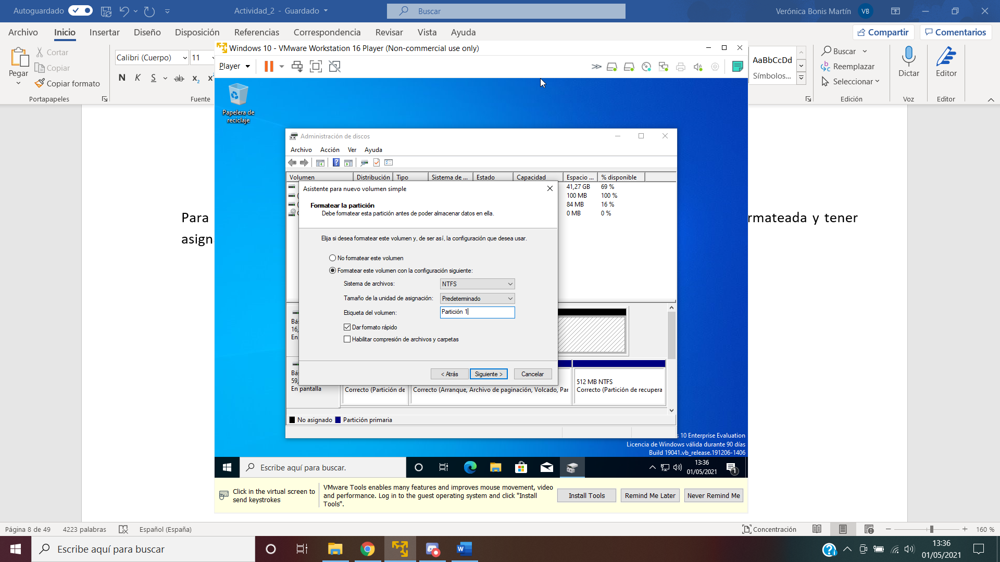 Autoguardado
Actividad_2 - Guardado
Buscar
Verónica Bonis Martín
VB
Archivo
Inicio
Insertar
Diseño
Disposición
Referencias
Correspondencia
Revisar
Vista
Ayuda
Compartir
Comentarios
Pegar
Cortar
Copiar
Copiar formato
Portapapeles
Calibri (Cuerpo)
11
N K S ab x₂ x
Fuente
AaBbCcDd
Símbolos...
Buscar
Reemplazar
Seleccionar
Edición
Dictar
Voz
Editor
Editor
Windows 10 - VMware Workstation 16 Player (Non-commercial use only)
Player
Papelera de
reciclaje
Administración de discos
Archivo
Acción
Ver
Ayuda
Volumen
Distribución
Tipo
Sistema de ...
Estado
Capacidad
Espacio ...
% disponible
41,27 GB 69 %
100 MB 100 %
84 MB 16 %
0 MB 0 %
Asistente para nuevo volumen simple
Formatear la partición
Debe formatear esta partición antes de poder almacenar datos en ella.
Elija si desea formatear este volumen y, de ser así, la configuración que desea usar.
No formatear este volumen
Formatear este volumen con la configuración siguiente:
Sistema de archivos:
NTFS
Tamaño de la unidad de asignación:
Predeterminado
Etiqueta del volumen:
Partición 1
Dar formato rápido
Habilitar compresión de archivos y carpetas
< Atrás
Siguiente >
Cancelar
Bás
16,
En
Bás
59,
En pantalla
Correcto (Partición de
Correcto (Arranque, Archivo de paginación, Volcado, Par
512 MB NTFS
Correcto (Partición de recupera
No asignado
Partición primaria
Para
rmateada y tener
asign
s 10 Enterprise Evaluation
Licencia de Windows válida durante 90 días
Build 19041.vb_release.191206-1406
Escribe aquí para buscar.
13:36
01/05/2021
1
Click in the virtual screen to
send keystrokes
VMware Tools enables many features and improves mouse movement, video
and performance. Log in to the guest operating system and click "Install
Tools".
Install Tools
Remind Me Later
Never Remind Me
Página 8 de 49
4223 palabras
Español (España)
Concentración
160 %
Escribe aquí para buscar
13:36
01/05/2021